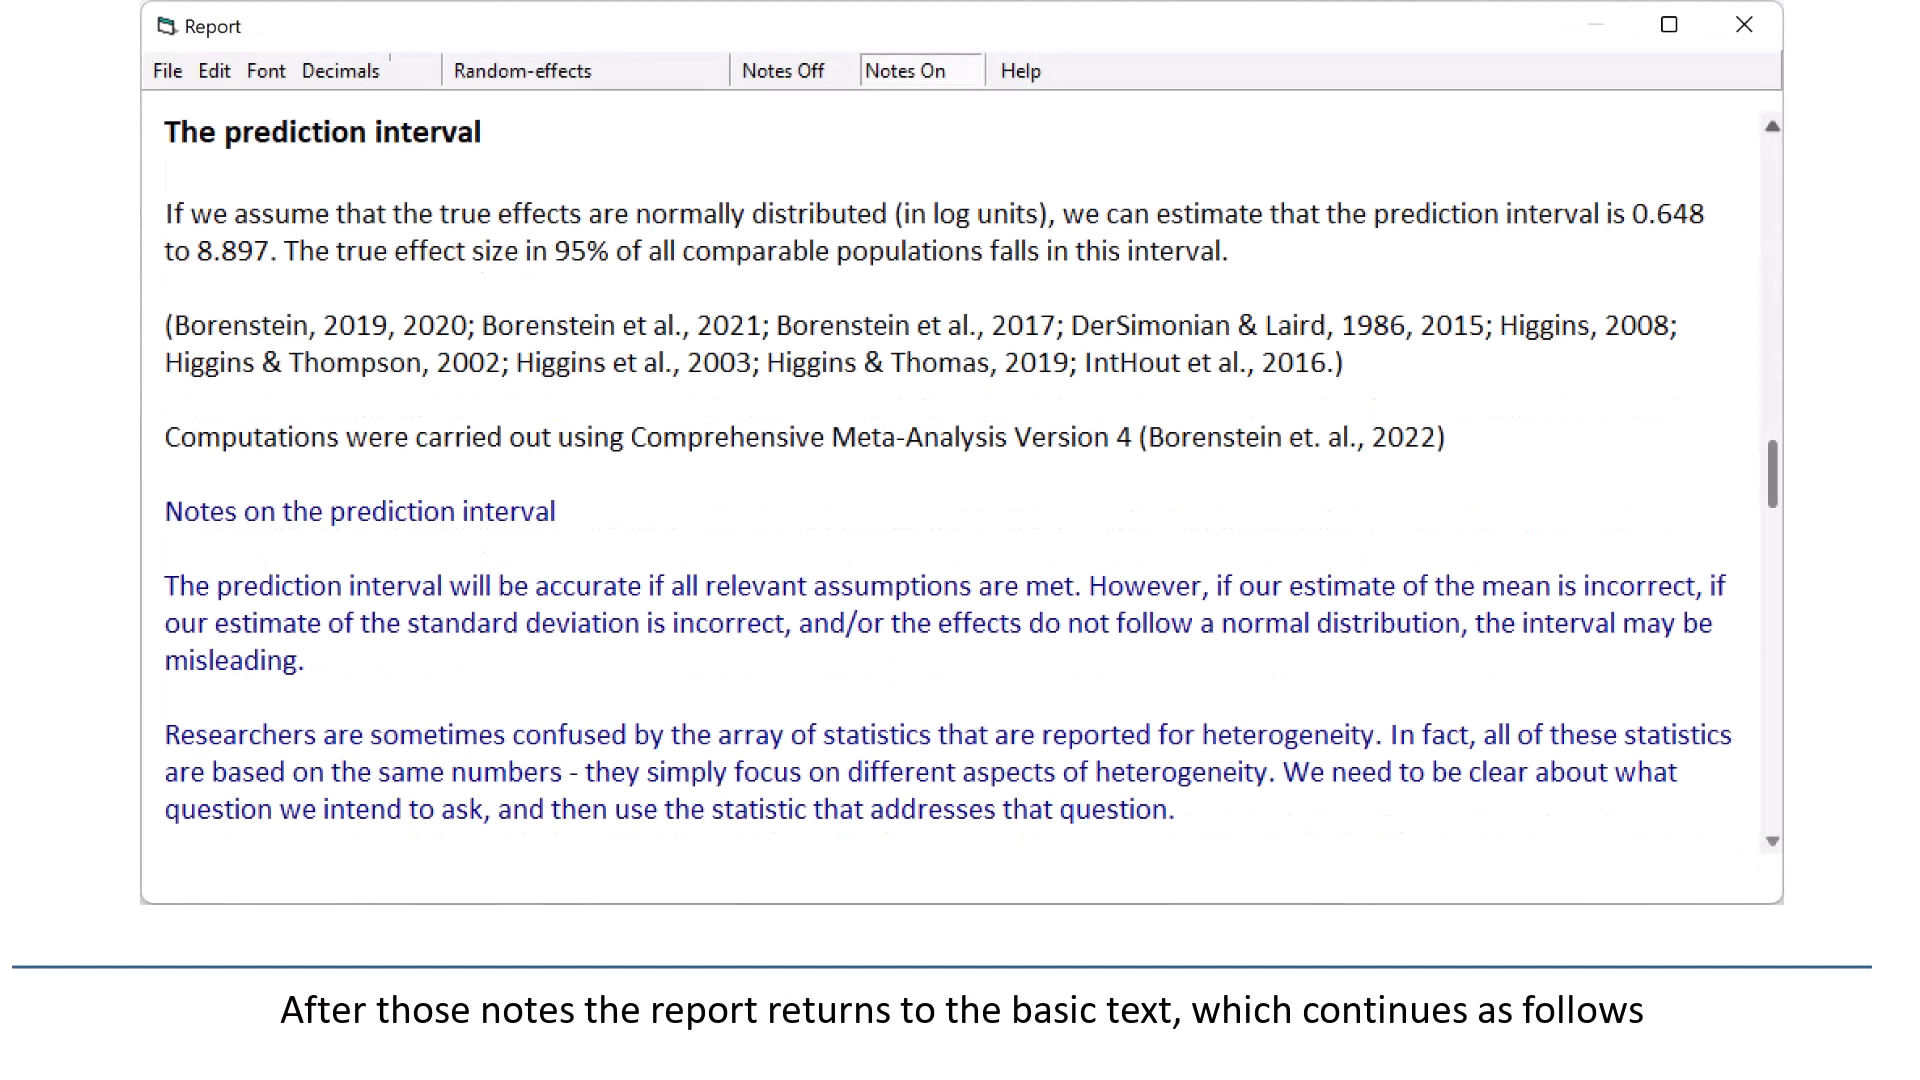 Report
File Edit Font Decimals Random-effects Notes Off Notes On Help
The prediction interval
If we assume that the true effects are normally distributed (in log units), we can estimate that the prediction interval is 0.648
to 8.897. The true effect size in 95% of all comparable populations falls in this interval.
(Borenstein, 2019, 2020; Borenstein et al., 2021; Borenstein et al., 2017; DerSimonian & Laird, 1986, 2015; Higgins, 2008;
Higgins & Thompson, 2002; Higgins et al., 2003; Higgins & Thomas, 2019; IntHout et al., 2016.)
Computations were carried out using Comprehensive Meta-Analysis Version 4 (Borenstein et. al., 2022)
Notes on the prediction interval
The prediction interval will be accurate if all relevant assumptions are met. However, if our estimate of the mean is incorrect, if
our estimate of the standard deviation is incorrect, and/or the effects do not follow a normal distribution, the interval may be
misleading.
Researchers are sometimes confused by the array of statistics that are reported for heterogeneity. In fact, all of these statistics
are based on the same numbers - they simply focus on different aspects of heterogeneity. We need to be clear about what
question we intend to ask, and then use the statistic that addresses that question.
After those notes the report returns to the basic text, which continues as follows